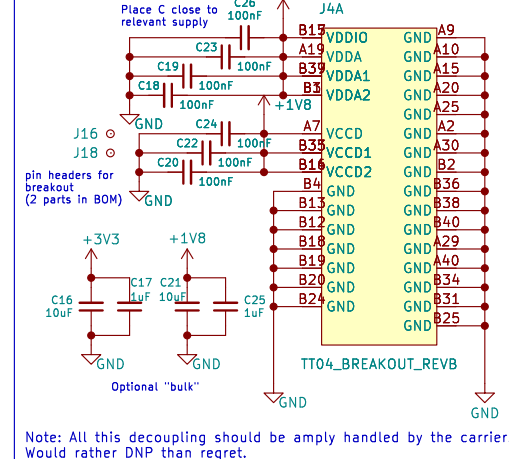 Place C close to
relevant supply
C26
100nF
J4A
B15 VDDIO GND A9
C23
100nF
A19 VDDA GND A10
C19
100nF
B39 VDDA1 GND A15
C18
100nF
VDDA2 GND A20
+1V8
GND
GND A25
J16
C24
100nF
A7 VCCD GND A2
J18
C22
100nF
B35 VCCD1 GND A30
C20
100nF
B16 VCCD2 GND B2
pin headers for
breakout
(2 parts in BOM)
GND
B4 GND GND B36
B13 GND GND B38
B12 GND GND B40
B18 GND GND A29
B19 GND GND A40
B20 GND GND B34
B24 GND GND B31
GND B25
+3V3
+1V8
C16
10uF
C17
1uF
C21
10uF
C25
1uF
GND
GND
TT04_BREAKOUT_REVB
Optional "bulk"
GND
GND
Note: All this decoupling should be amply handled by the carrier
Would rather DNP than regret.